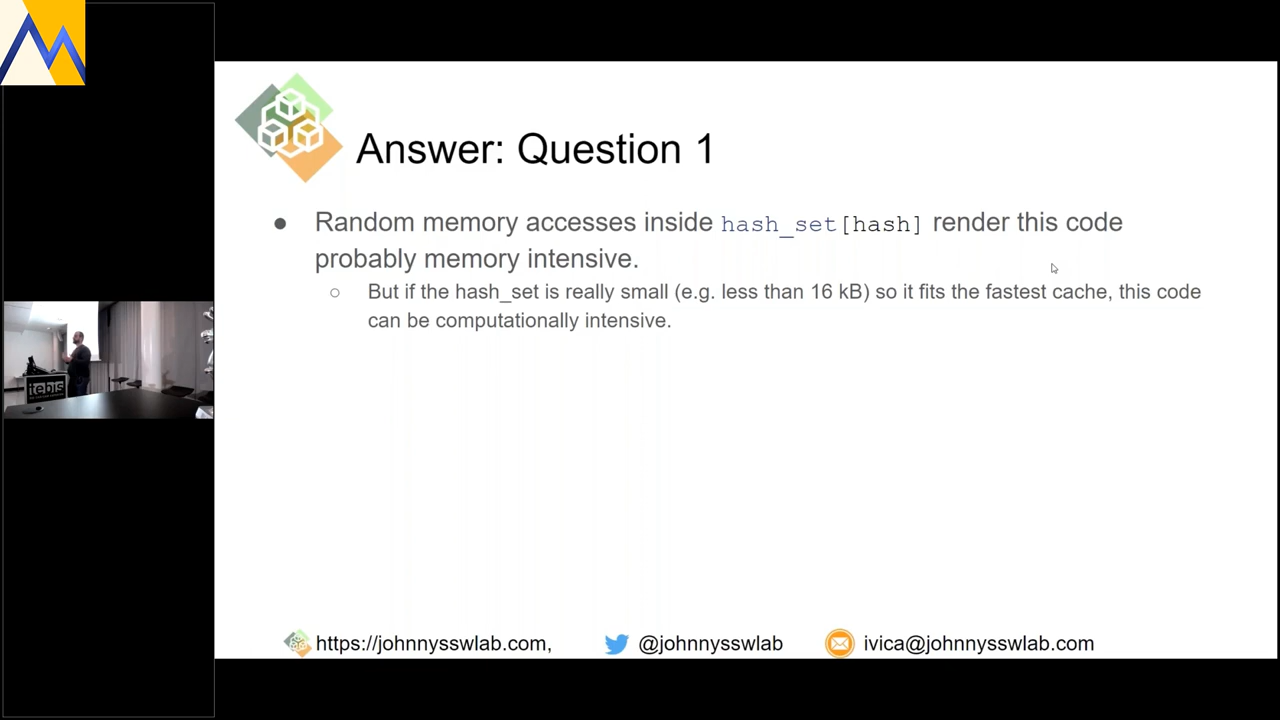 Answer: Question 1
● Random memory accesses inside hash_set[hash] render this code
probably memory intensive.
○ But if the hash_set is really small (e.g. less than 16 kB) so it fits the fastest cache, this code
can be computationally intensive.
tebis
https://johnnysswlab.com, @johnnysswlab ivica@johnnysswlab.com